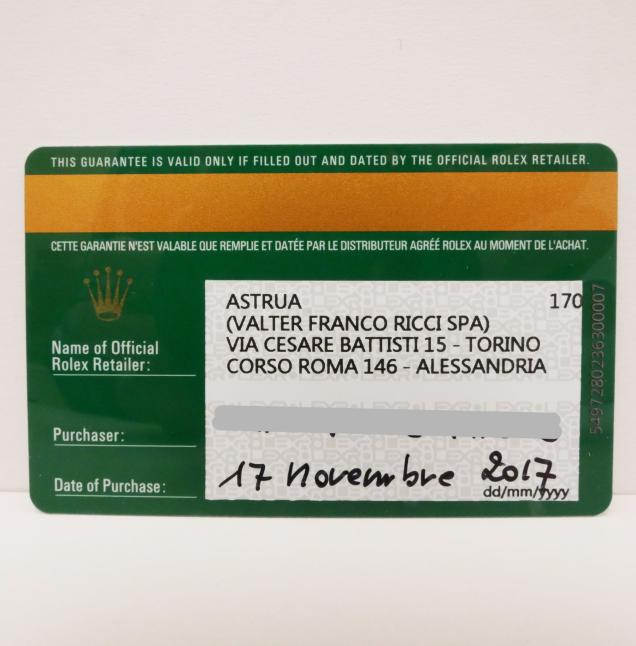 THIS GUARANTEE IS VALID ONLY IF FILLED OUT AND DATED BY THE OFFICIAL ROLEX RETAILER.
CETTE GARANTIE N'EST VALABLE QUE REMPLIE ET DATÉE PAR LE DISTRIBUTEUR AGRÉÉ ROLEX AU MOMENT DE L'ACHAT.
ASTRUA 170
(VALTER FRANCO RICCI SPA)
VIA CESARE BATTISTI 15 - TORINO
CORSO ROMA 146 - ALESSANDRIA
Name of Official
Rolex Retailer:
Purchaser:
Date of Purchase:
17 Novembre 2017
dd/mm/yyyy
5497280236300007